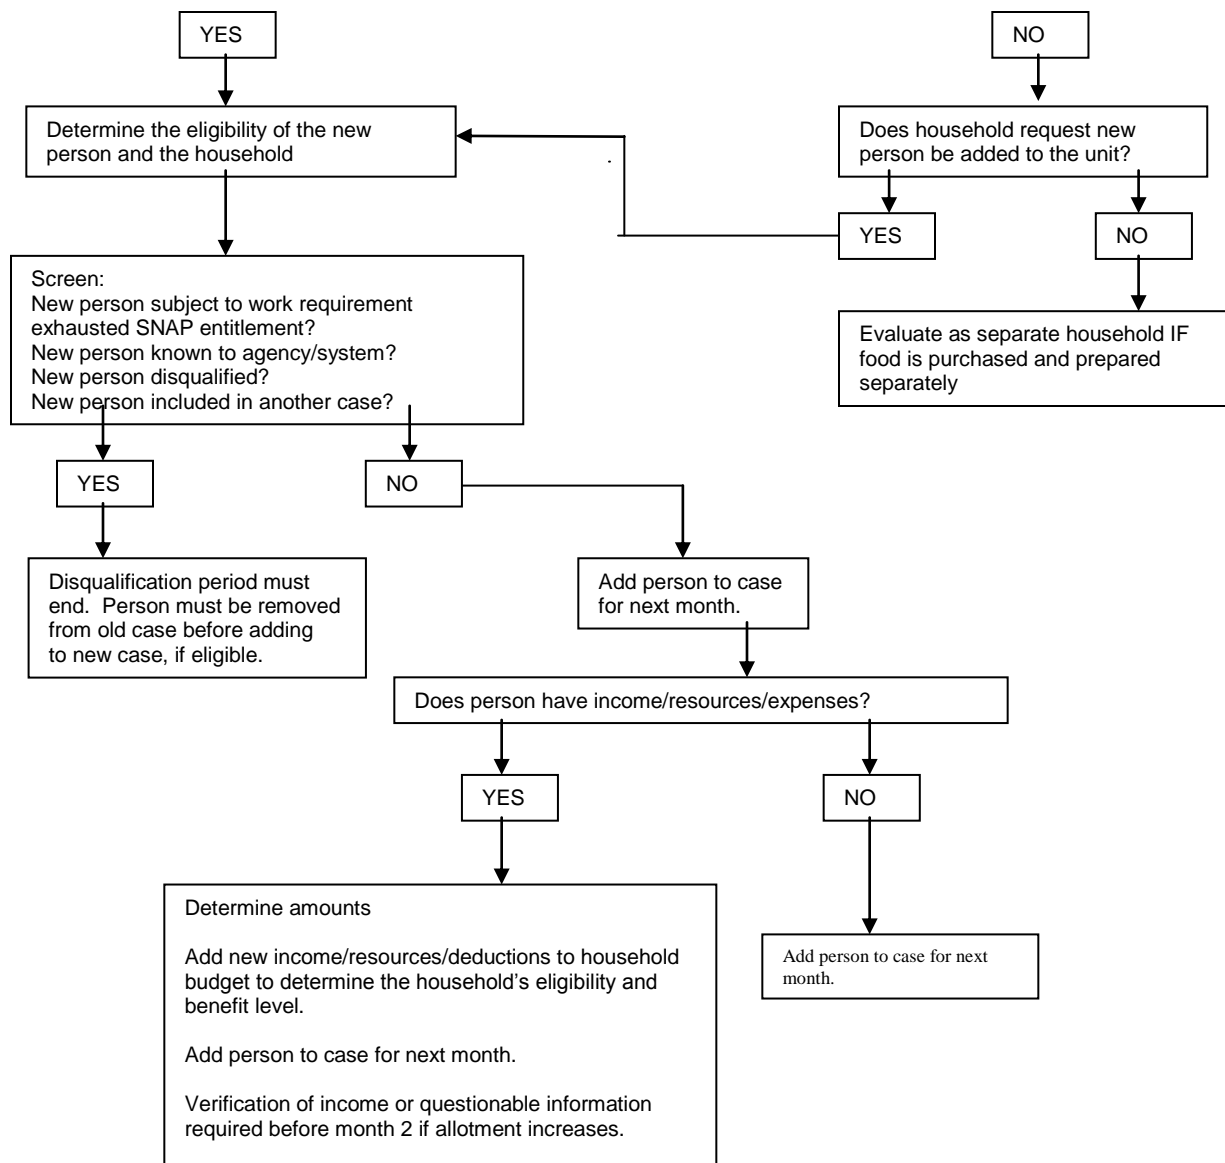 YES
NO
Determine the eligibility of the new
person and the household
Does household request new
person be added to the unit?
YES
NO
Screen:
New person subject to work requirement
exhausted SNAP entitlement?
New person known to agency/system?
New person disqualified?
New person included in another case?
Evaluate as separate household IF
food is purchased and prepared
separately
YES
NO
Disqualification period must
end.  Person must be removed
from old case before adding
to new case, if eligible.
Add person to case
for next month.
Does person have income/resources/expenses?
YES
NO
Determine amounts
Add new income/resources/deductions to household
budget to determine the household’s eligibility and
benefit level.
Add person to case for next month.
Verification of income or questionable information
required before month 2 if allotment increases.
Add person to case for next
month.